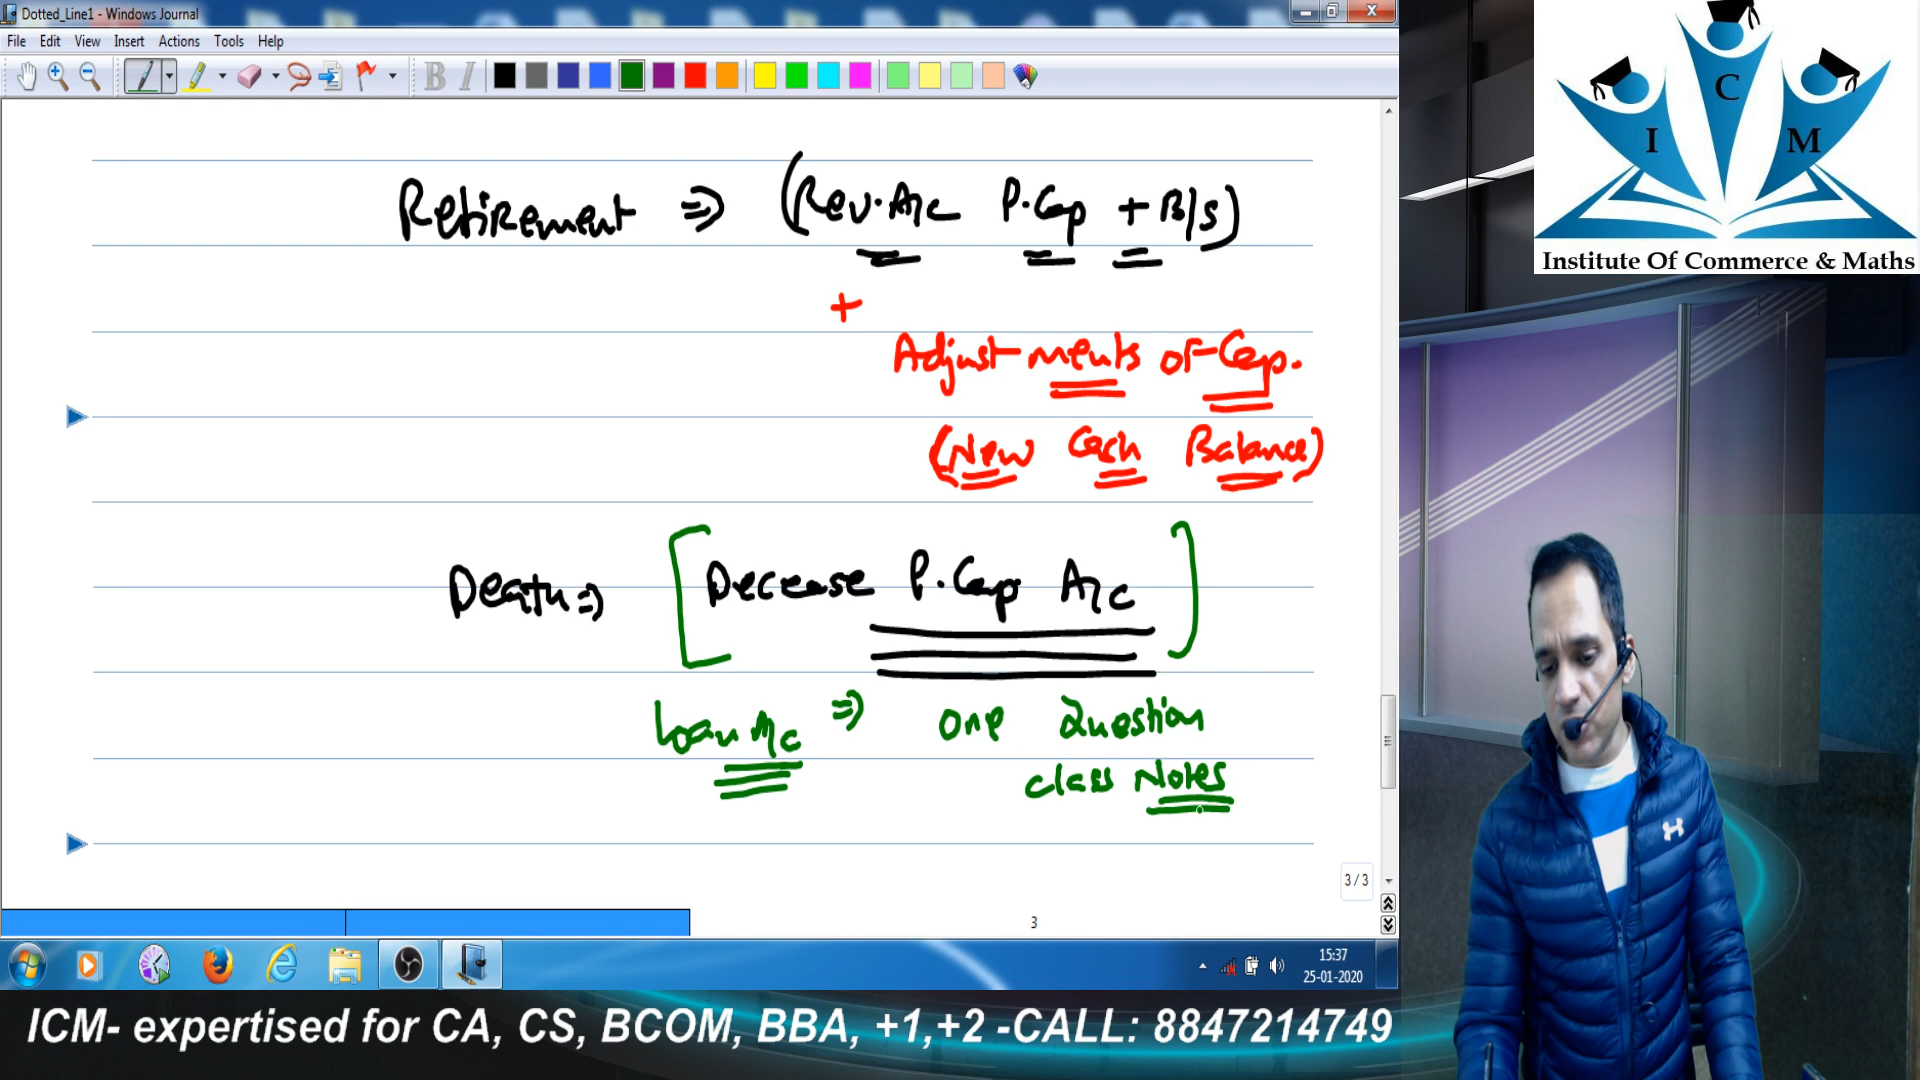 Dotted_Line1 - Windows Journal
File Edit View Insert Actions Tools Help
B I
Retirement ⇒ (Rev. A/c P. Cap + B/S)
+
Adjustments of Cap.
(New Cash Balance)
Death ⇒ [Decease P. Cap A/c]
Loan A/c ⇒ One Question
class Notes
3 / 3
3
15:37
25-01-2020
I C M
Institute Of Commerce & Maths
ICM- expertised for CA, CS, BCOM, BBA, +1,+2 -CALL: 8847214749